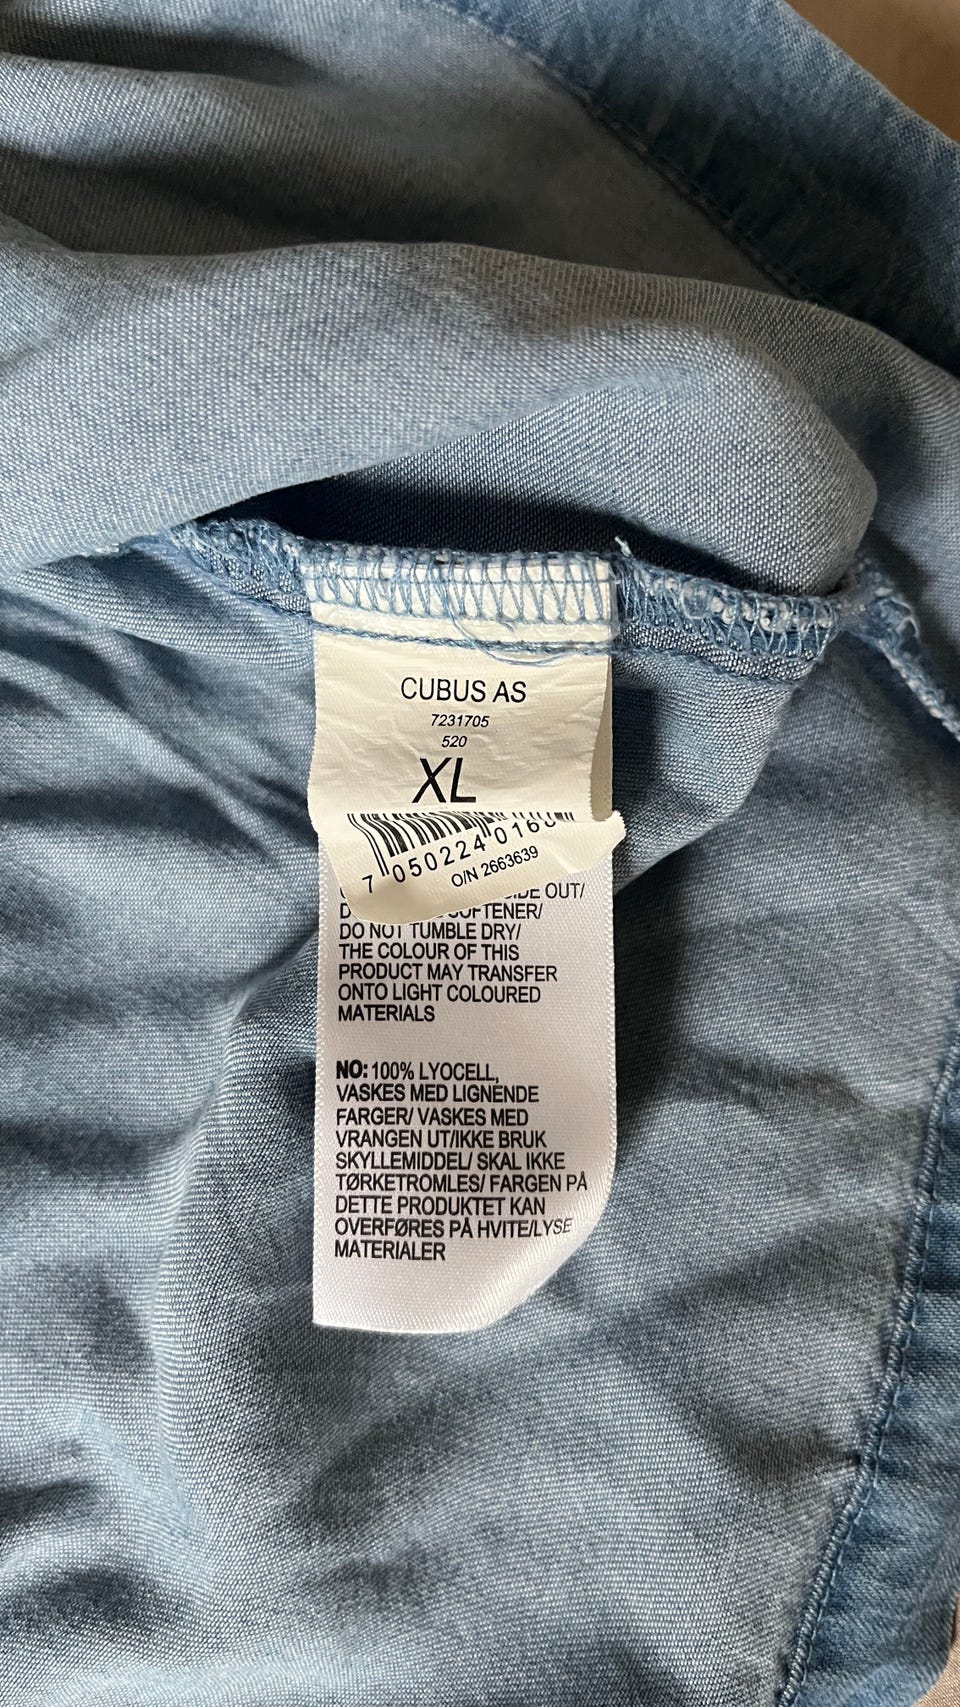 CUBUS AS
7231705
520
XL
7 050224 016
O/N 2663639
OUT/
SOFTENER/
DO NOT TUMBLE DRY/
THE COLOUR OF THIS
PRODUCT MAY TRANSFER
ONTO LIGHT COLOURED
MATERIALS
NO: 100% LYOCELL,
VASKES MED LIGNENDE
FARGER/ VASKES MED
VRANGEN UT/IKKE BRUK
SKYLLEMIDDEL/ SKAL IKKE
TØRKETROMLES/ FARGEN PÅ
DETTE PRODUKTET KAN
OVERFØRES PÅ HVITE/LYSE
MATERIALER